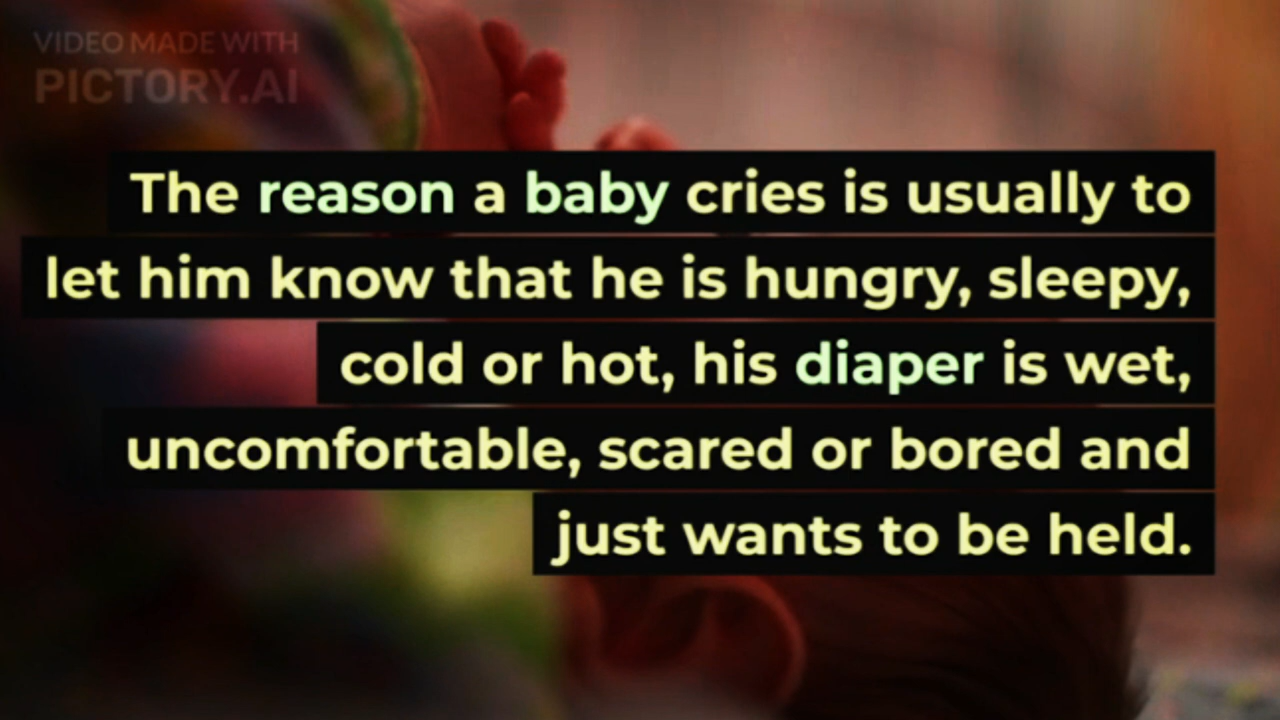 VIDEO MADE WITH
PICTORY.AI
The reason a baby cries is usually to
let him know that he is hungry, sleepy,
cold or hot, his diaper is wet,
uncomfortable, scared or bored and
just wants to be held.